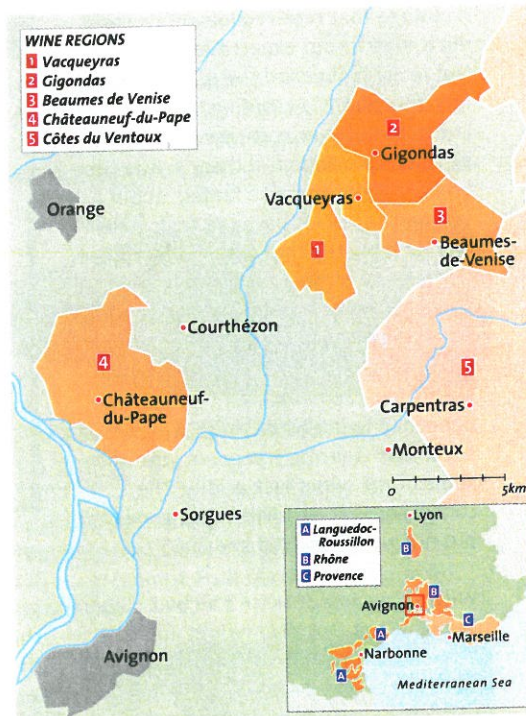 WINE REGIONS
1 Vacqueyras
2 Gigondas
3 Beaumes de Venise
4 Châteauneuf-du-Pape
5 Côtes du Ventoux
2
Gigondas
Orange
Vacqueyras
3
Beaumes-
de-Venise
1
Courthézon
4
5
Châteauneuf-
du-Pape
Carpentras
Monteux
0 5km
Sorgues
Avignon
A Languedoc-
Roussillon
B Rhône
C Provence
Lyon
B
B
Avignon
C
A
Marseille
Narbonne
A
Mediterranean Sea